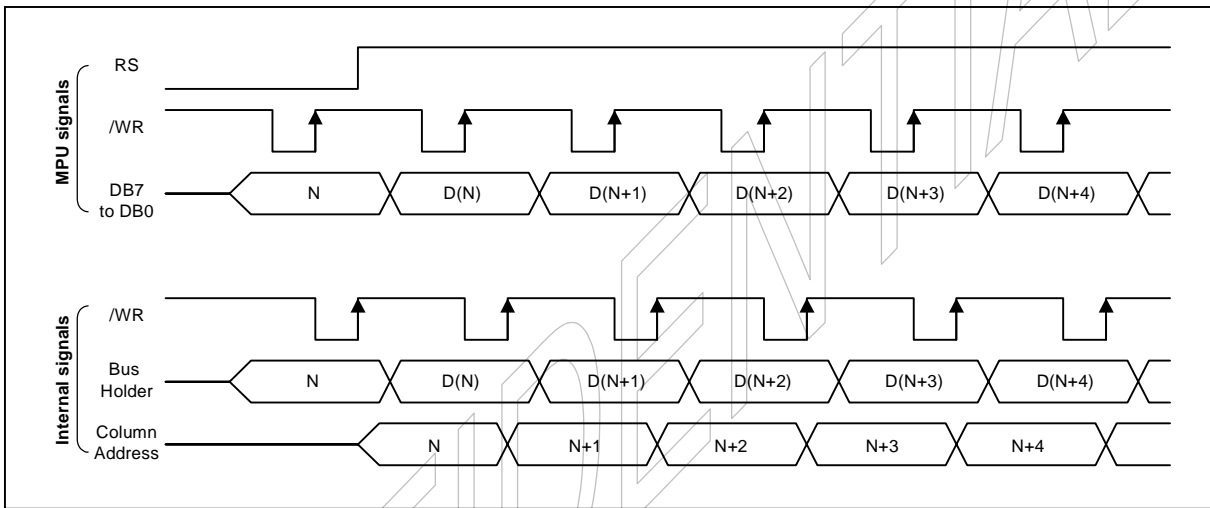 MPU signals
RS
/WR
DB7
to DB0
N D(N) D(N+1) D(N+2) D(N+3) D(N+4)
Internal signals
/WR
Bus
Holder
N D(N) D(N+1) D(N+2) D(N+3) D(N+4)
Column
Address
N N+1 N+2 N+3 N+4